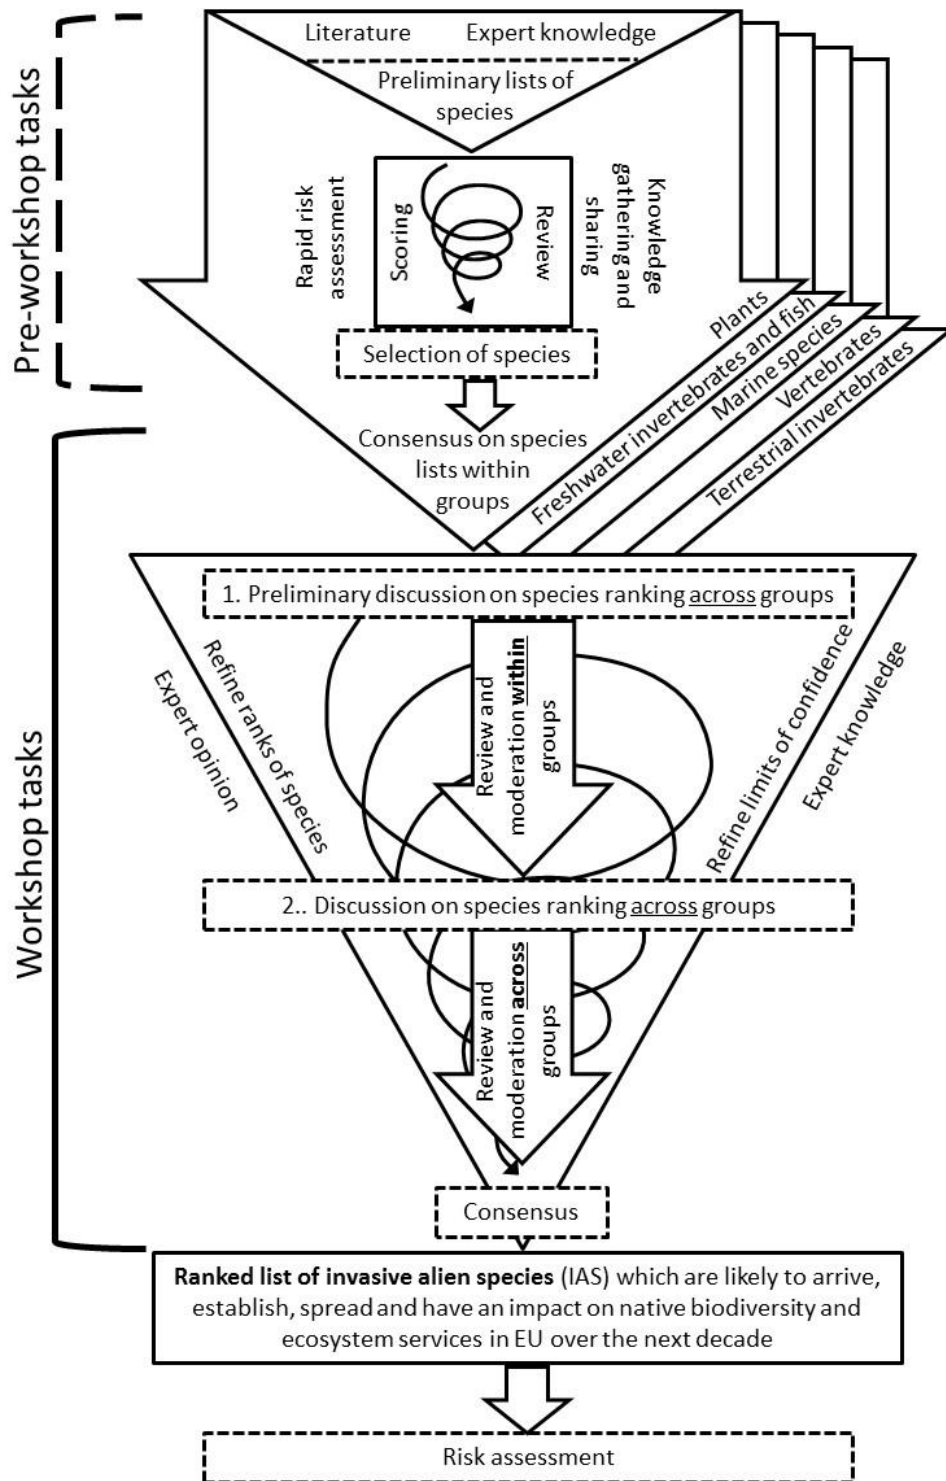 Pre-workshop tasks
Literature
Expert knowledge
Preliminary lists of
species
Rapid risk
assessment
Scoring
Review
Knowledge
gathering and
sharing
Selection of species
Consensus on species
lists within
groups
Plants
Freshwater invertebrates and fish
Marine species
Vertebrates
Terrestrial invertebrates
Workshop tasks
1. Preliminary discussion on species ranking across groups
Expert opinion
Refine ranks of species
Review and
moderation within
groups
Refine limits of confidence
Expert knowledge
2.. Discussion on species ranking across groups
Review and
moderation across
groups
Consensus
Ranked list of invasive alien species (IAS) which are likely to arrive,
establish, spread and have an impact on native biodiversity and
ecosystem services in EU over the next decade
Risk assessment